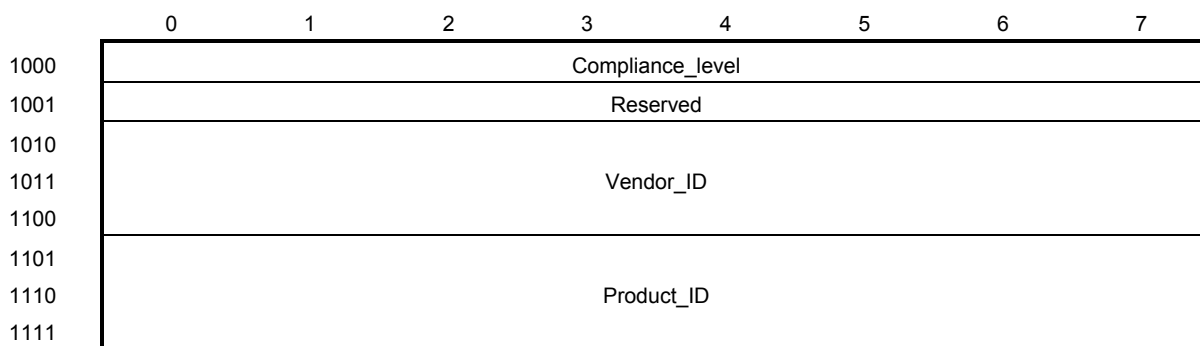 0 1 2 3 4 5 6 7
1000 Compliance_level
1001 Reserved
1010
1011 Vendor_ID
1100
1101
1110 Product_ID
1111